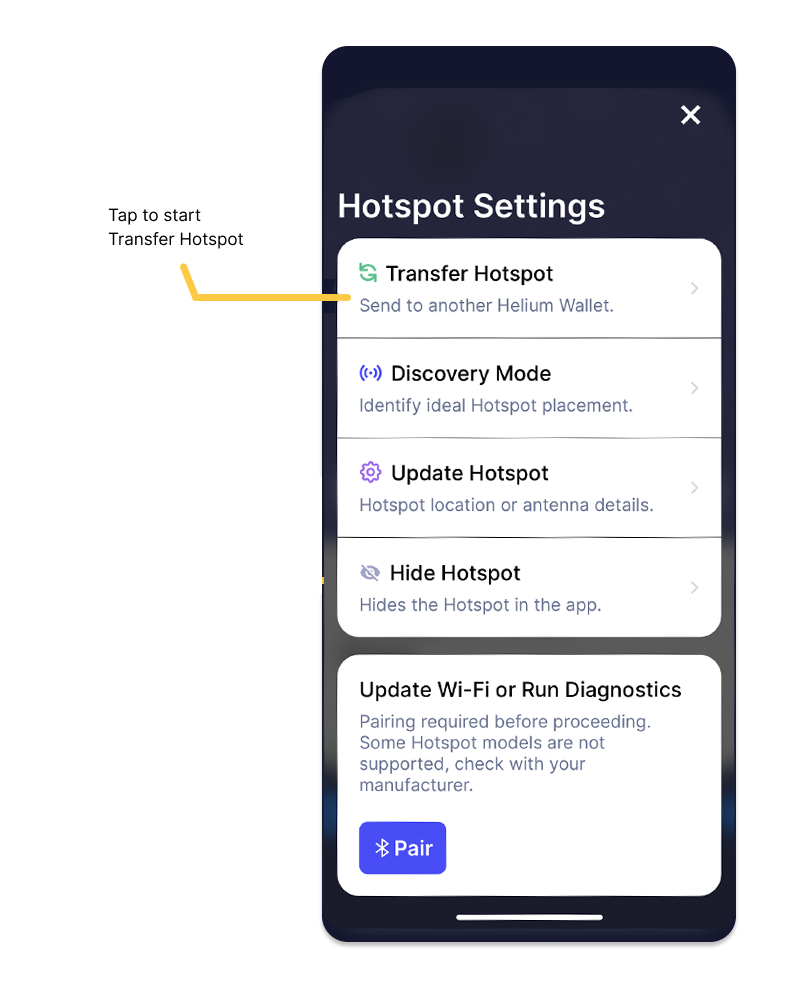 Tap to start
Transfer Hotspot
Hotspot Settings
Transfer Hotspot
Send to another Helium Wallet.
Discovery Mode
Identify ideal Hotspot placement.
Update Hotspot
Hotspot location or antenna details.
Hide Hotspot
Hides the Hotspot in the app.
Update Wi-Fi or Run Diagnostics
Pairing required before proceeding.
Some Hotspot models are not
supported, check with your
manufacturer.
Pair